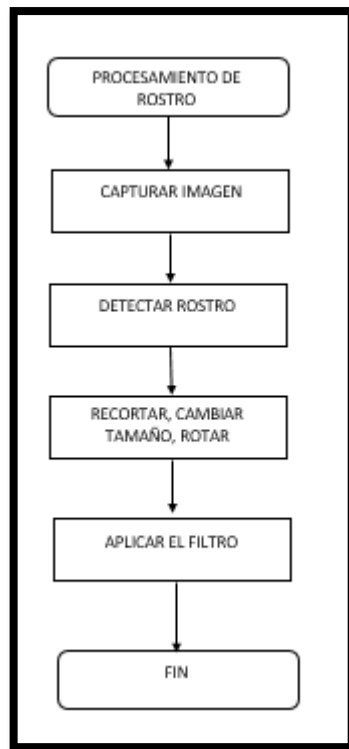 PROCESAMIENTO DE
ROSTRO
CAPTURAR IMAGEN
DETECTAR ROSTRO
RECORTAR, CAMBIAR
TAMAÑO, ROTAR
APLICAR EL FILTRO
FIN